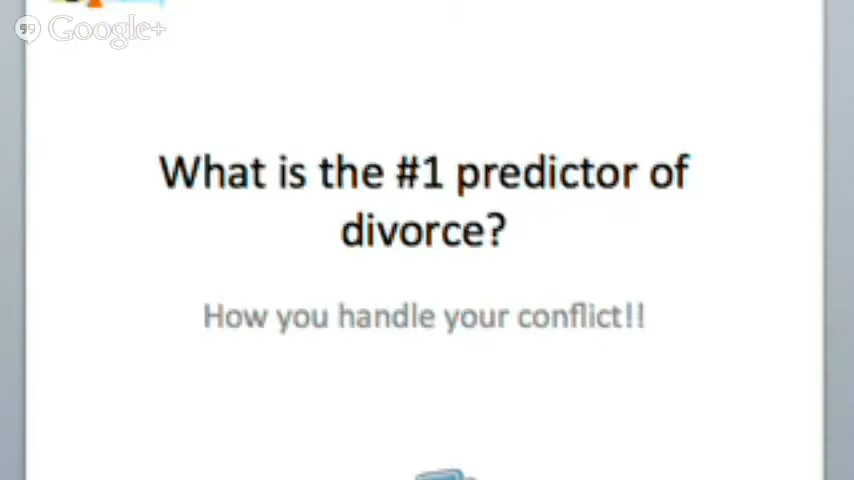 Google+
What is the #1 predictor of
divorce?
How you handle your conflict!!